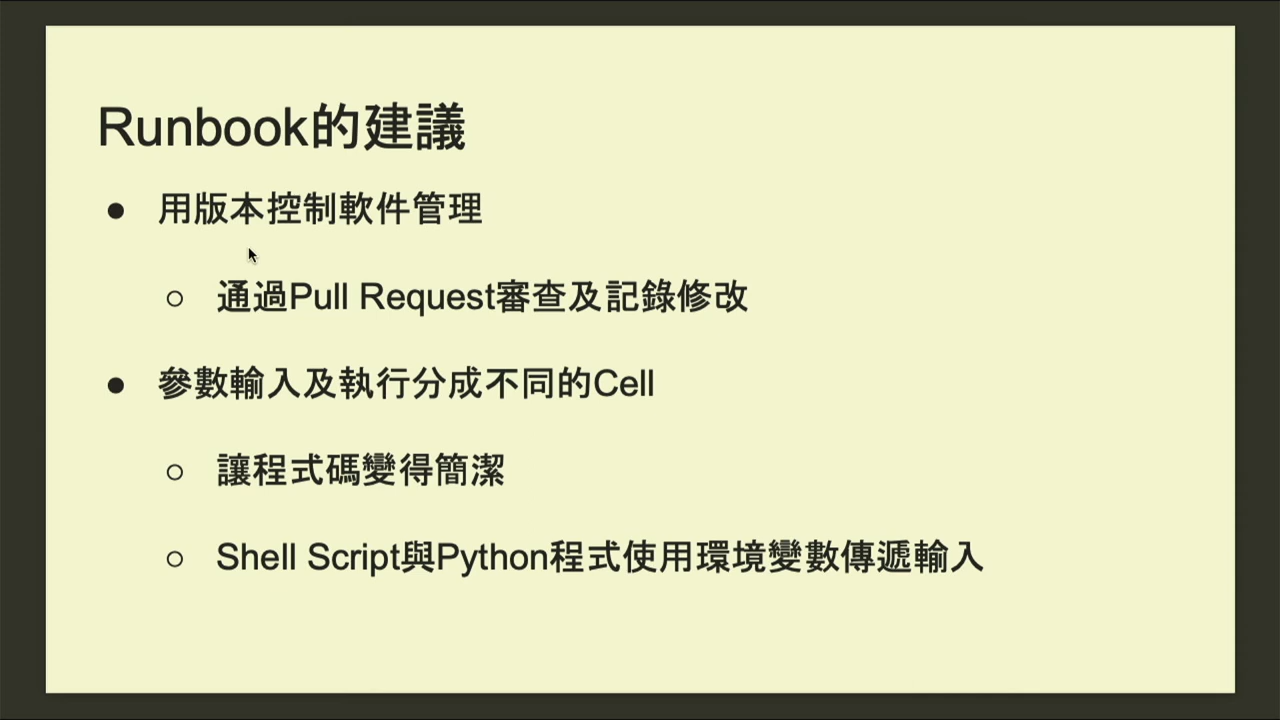 Runbook的建議
● 用版本控制軟件管理
○ 通過Pull Request審查及記錄修改
● 參數輸入及執行分成不同的Cell
○ 讓程式碼變得簡潔
○ Shell Script與Python程式使用環境變數傳遞輸入